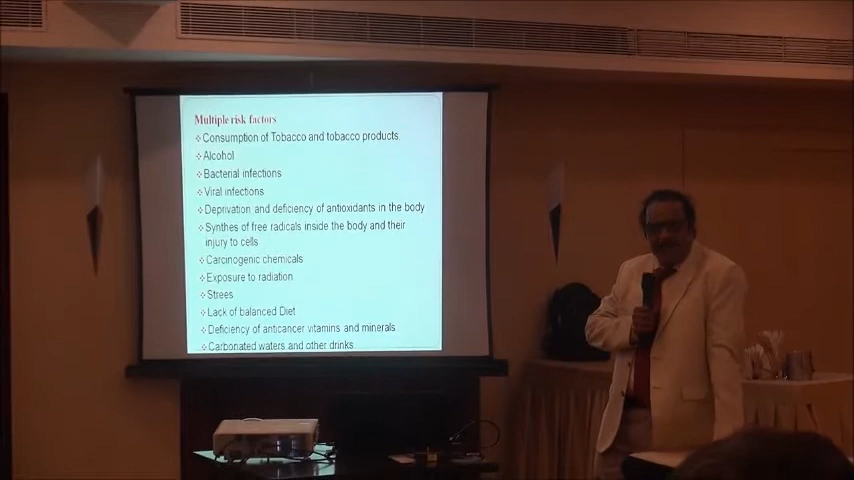 Multiple risk factors
Consumption of Tobacco and tobacco products.
Alcohol
Bacterial infections
Viral infections
Deprivation and deficiency of antioxidants in the body
Synthes of free radicals inside the body and their
injury to cells
Carcinogenic chemicals
Exposure to radiation
Strees
Lack of balanced Diet
Deficiency of anticancer vitamins and minerals
Carbonated waters and other drinks